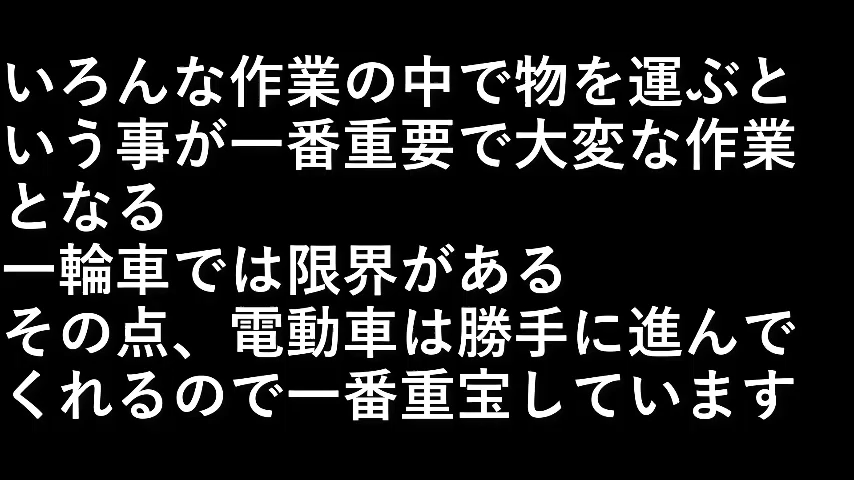 いろんな作業の中で物を運ぶと
いう事が一番重要で大変な作業
となる
一輪車では限界がある
その点、電動車は勝手に進んで
くれるので一番重宝しています